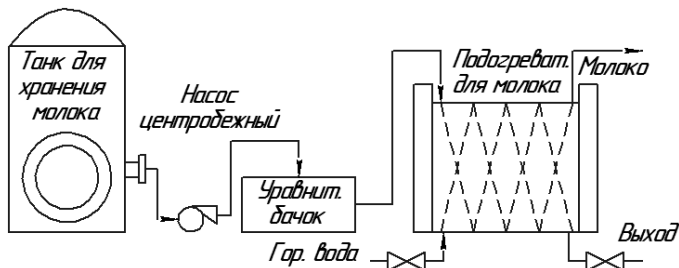 Танк для
хранения
молока
Насос
центробежный
Уравнит.
бачок
Подогреват.
для молока
Молоко
Гор. вода
Выход